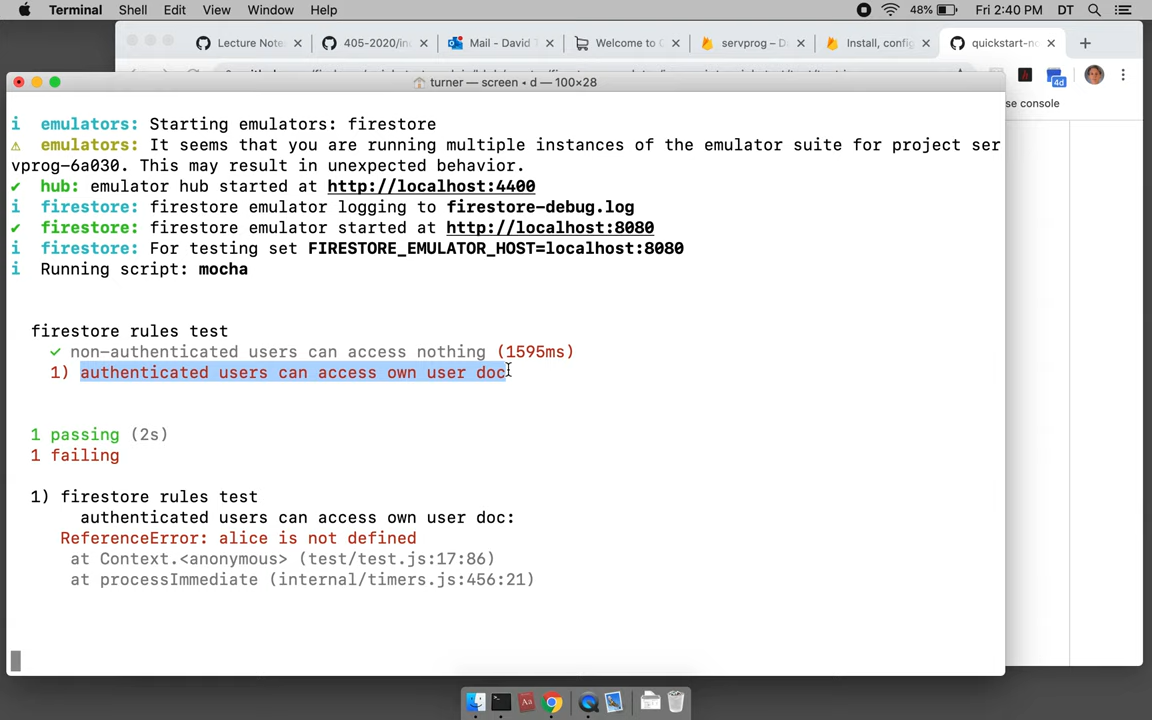 Terminal Shell Edit View Window Help 48% Fri 2:40 PM DT
Lecture Note 405-2020/in Mail - David T Welcome to C servprog – D Install, config quickstart-n
4d
turner — screen ◂ d — 100×28
se console
i emulators: Starting emulators: firestore
⚠ emulators: It seems that you are running multiple instances of the emulator suite for project ser
vprog-6a030. This may result in unexpected behavior.
✔ hub: emulator hub started at http://localhost:4400
i firestore: firestore emulator logging to firestore-debug.log
✔ firestore: firestore emulator started at http://localhost:8080
i firestore: For testing set FIRESTORE_EMULATOR_HOST=localhost:8080
i Running script: mocha
firestore rules test
✓ non-authenticated users can access nothing (1595ms)
1) authenticated users can access own user doc
1 passing (2s)
1 failing
1) firestore rules test
authenticated users can access own user doc:
ReferenceError: alice is not defined
at Context.<anonymous> (test/test.js:17:86)
at processImmediate (internal/timers.js:456:21)